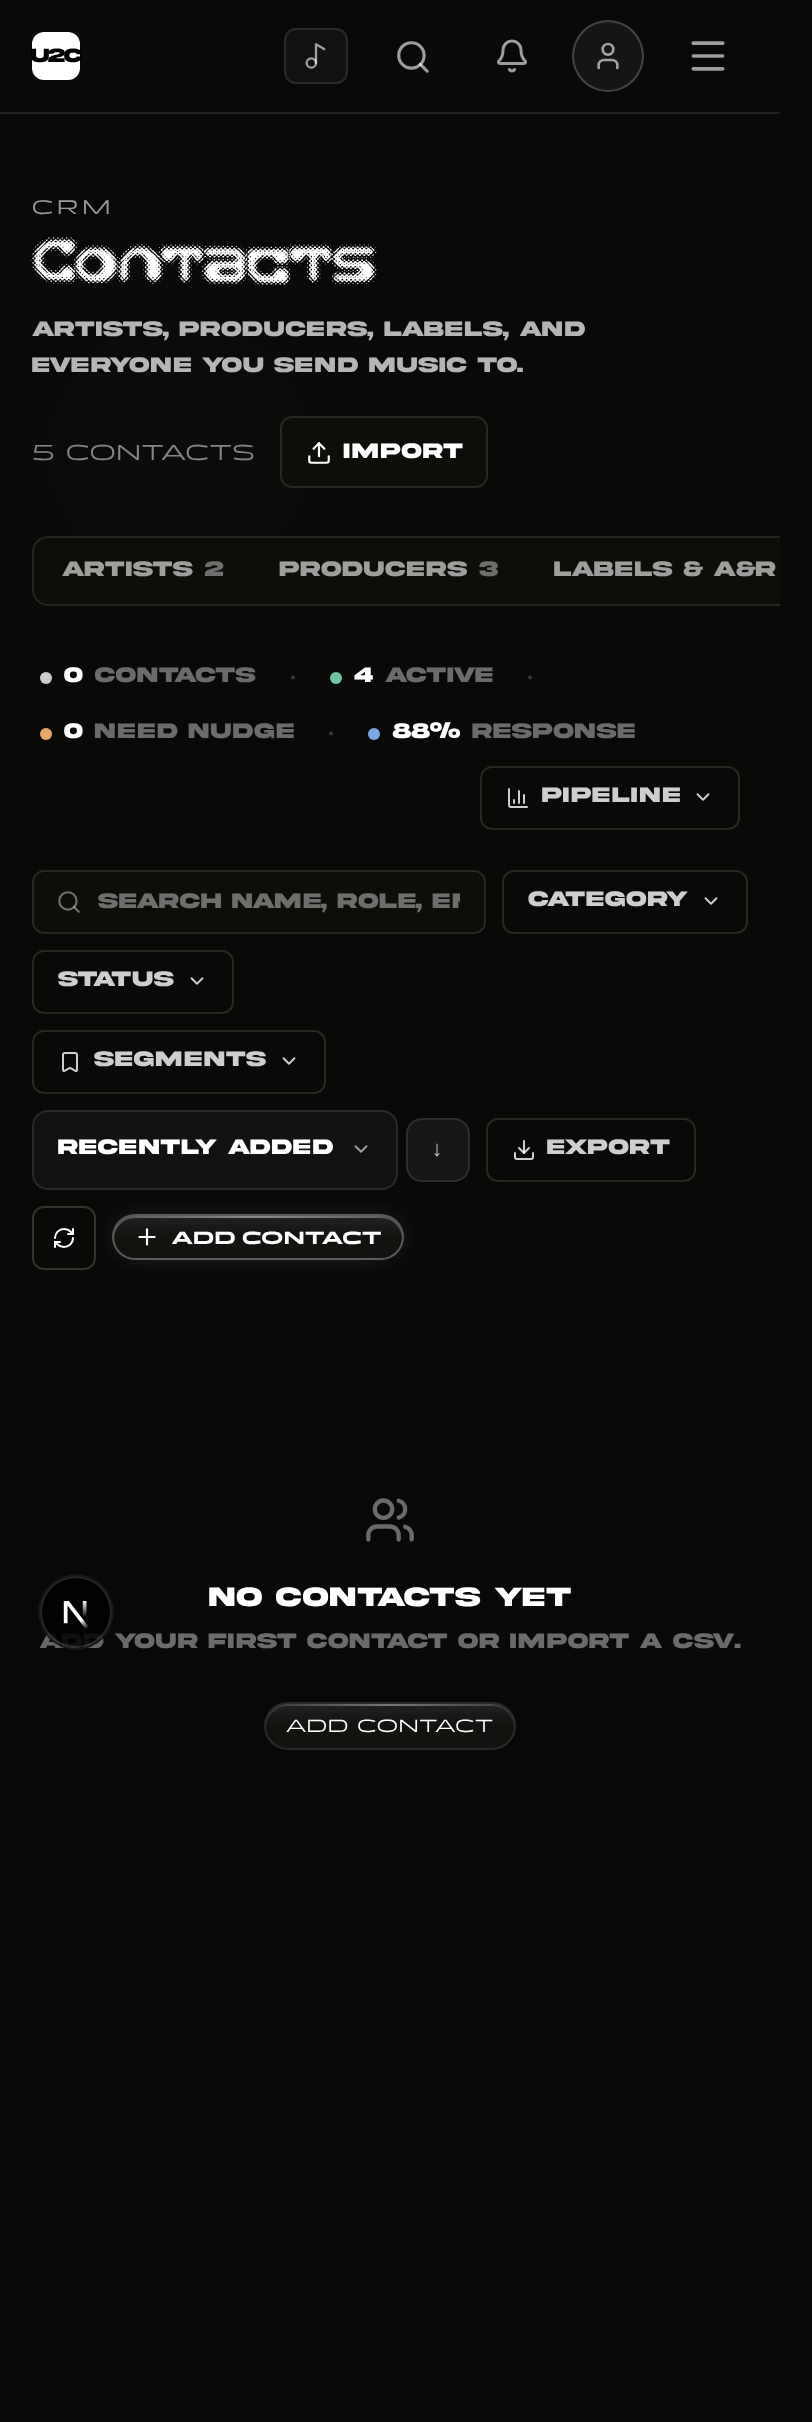 U2C
CRM
Contacts
ARTISTS, PRODUCERS, LABELS, AND
EVERYONE YOU SEND MUSIC TO.
5 CONTACTS IMPORT
ARTISTS 2 PRODUCERS 3 LABELS & A&R
0 CONTACTS · 4 ACTIVE ·
0 NEED NUDGE · 88% RESPONSE
PIPELINE
SEARCH NAME, ROLE, CATEGORY
STATUS
SEGMENTS
RECENTLY ADDED ↓ EXPORT
ADD CONTACT
NO CONTACTS YET
N
ADD YOUR FIRST CONTACT OR IMPORT A CSV.
ADD CONTACT